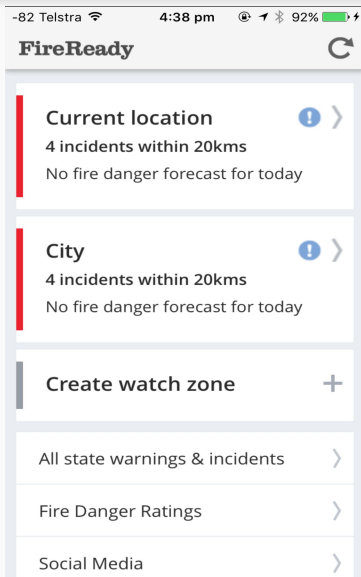 -82 Telstra 4:38 pm 92%
FireReady
Current location
4 incidents within 20kms
No fire danger forecast for today
City
4 incidents within 20kms
No fire danger forecast for today
Create watch zone +
All state warnings & incidents
Fire Danger Ratings
Social Media